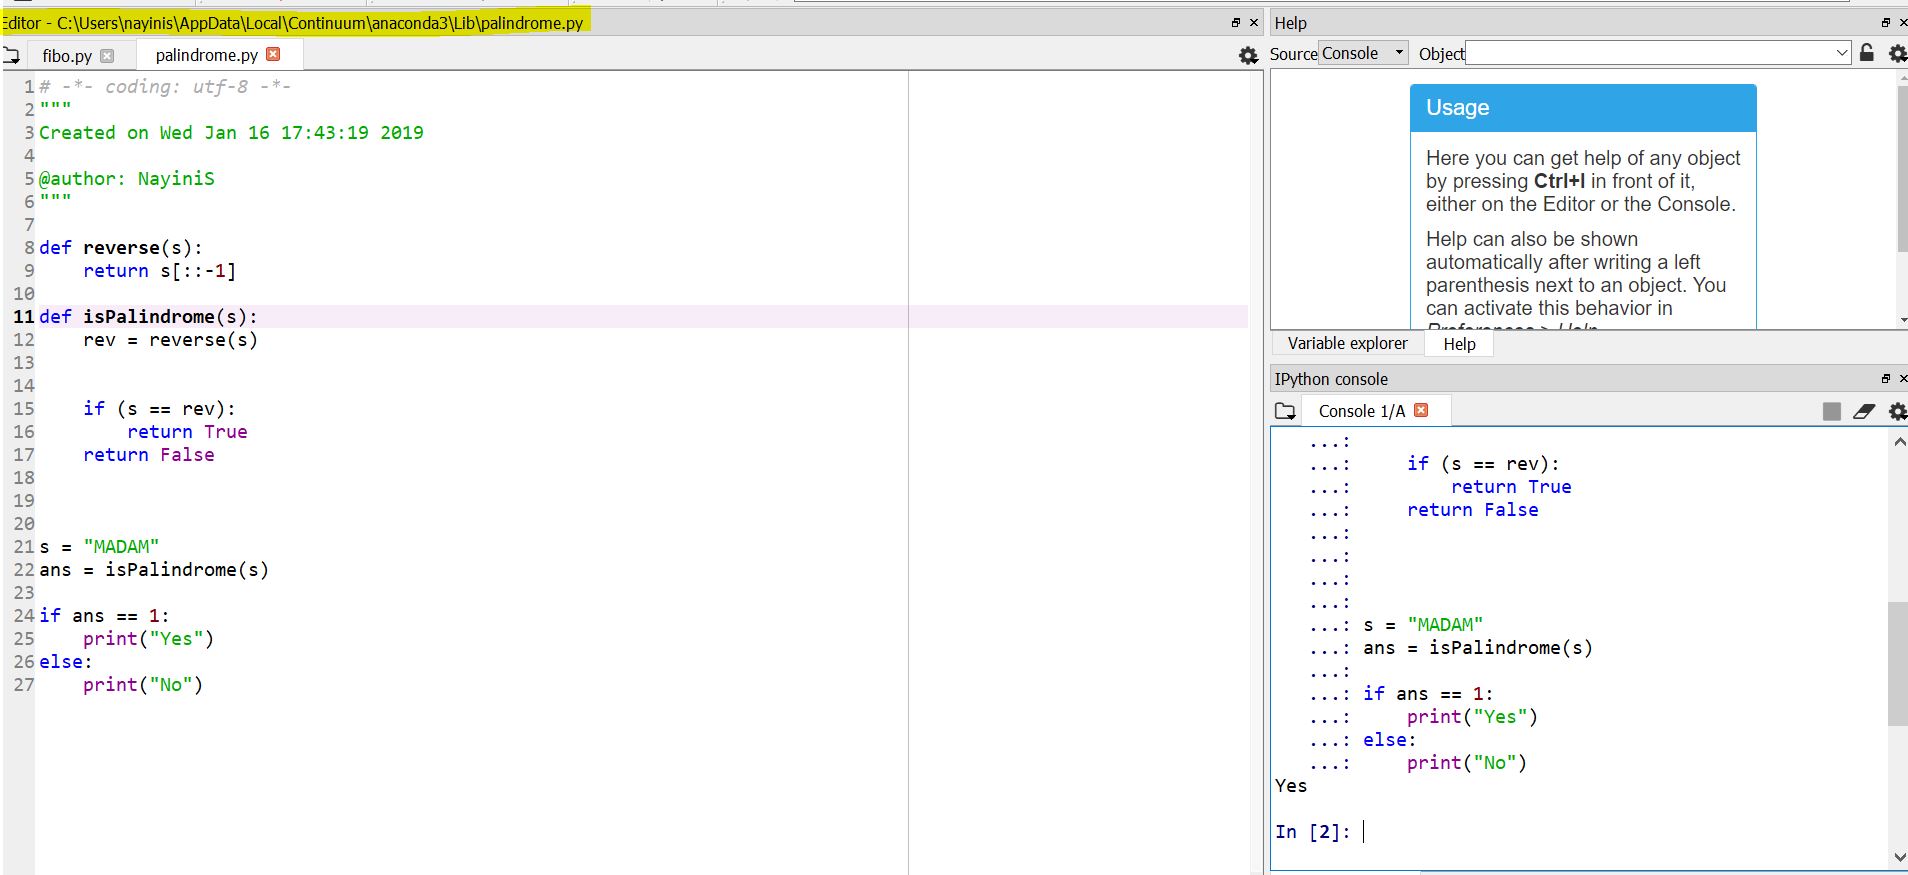 Editor - C:\Users\nayinis\AppData\Local\Continuum\anaconda3\Lib\palindrome.py
fibo.py
palindrome.py
1 # -*- coding: utf-8 -*-
2 """
3 Created on Wed Jan 16 17:43:19 2019
4
5 @author: NayiniS
6 """
7
8 def reverse(s):
9     return s[::-1]
10
11 def isPalindrome(s):
12     rev = reverse(s)
13
14
15     if (s == rev):
16         return True
17     return False
18
19
20
21 s = "MADAM"
22 ans = isPalindrome(s)
23
24 if ans == 1:
25     print("Yes")
26 else:
27     print("No")
Help
Source Console Object
Usage
Here you can get help of any object
by pressing Ctrl+I in front of it,
either on the Editor or the Console.
Help can also be shown
automatically after writing a left
parenthesis next to an object. You
can activate this behavior in
Preferences > Help
Variable explorer
Help
IPython console
Console 1/A
...:
...:     if (s == rev):
...:         return True
...:     return False
...:
...:
...:
...:
...: s = "MADAM"
...: ans = isPalindrome(s)
...:
...: if ans == 1:
...:     print("Yes")
...: else:
...:     print("No")
Yes
In [2]: